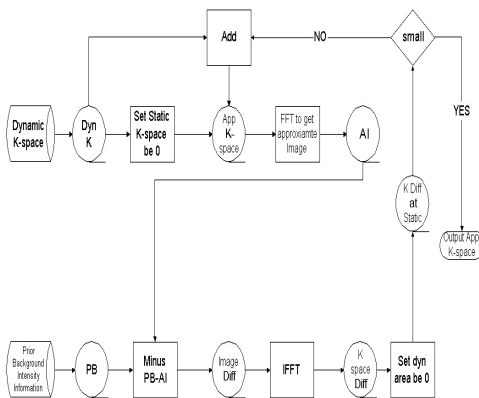 Add
NO
small
Dynamic
K-space
Dyn
K
Set Static
K-space
be 0
App
K-
space
FFT to get
approxiamte
Image
AI
YES
K Diff
at
Static
Output App
K-space
Prior
Background
Intensity
Information
PB
Minus
PB-AI
Image
Diff
IFFT
K
space
Diff
Set dyn
area be 0